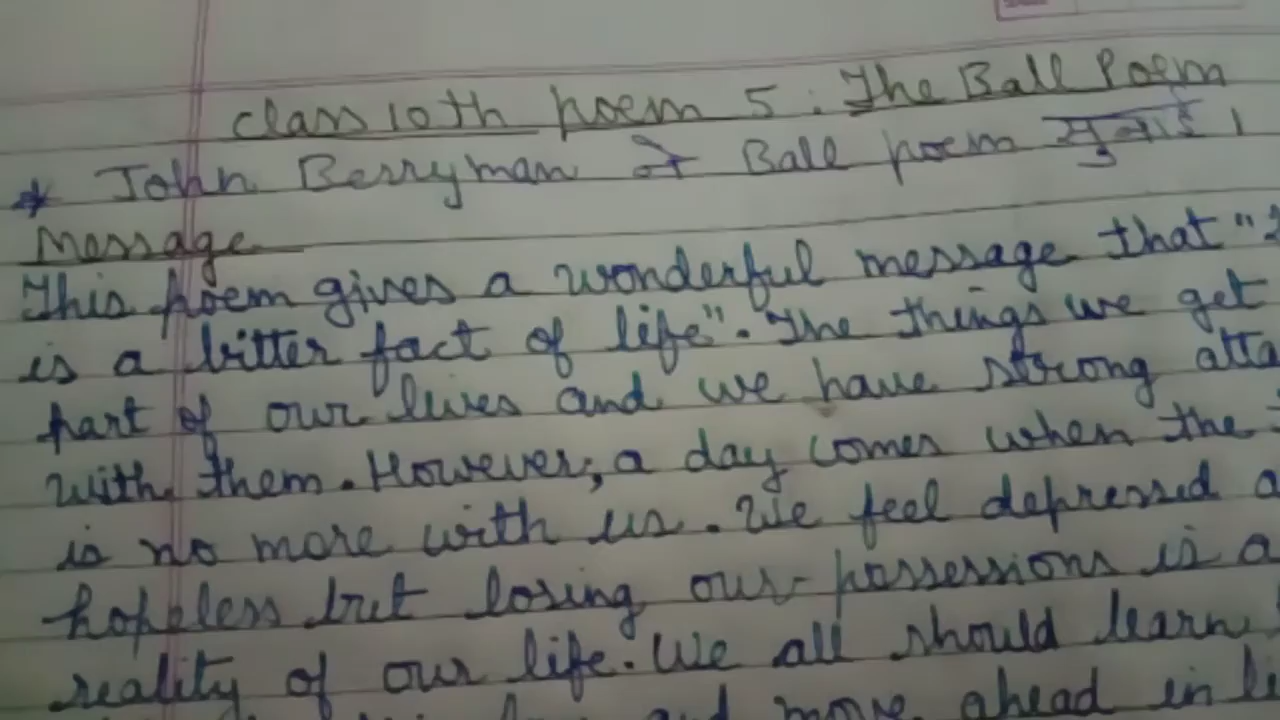 class 10th poem 5. The Ball Poem
* John Berryman ने Ball poem सुनाई।
Message
This poem gives a wonderful message that "
is a bitter fact of life". The things we get
part of our lives and we have strong atta
with them. However, a day comes when the
is no more with us. We feel depressed a
hopeless but losing our possessions is a
reality of our life. We all should learn
and move ahead in li